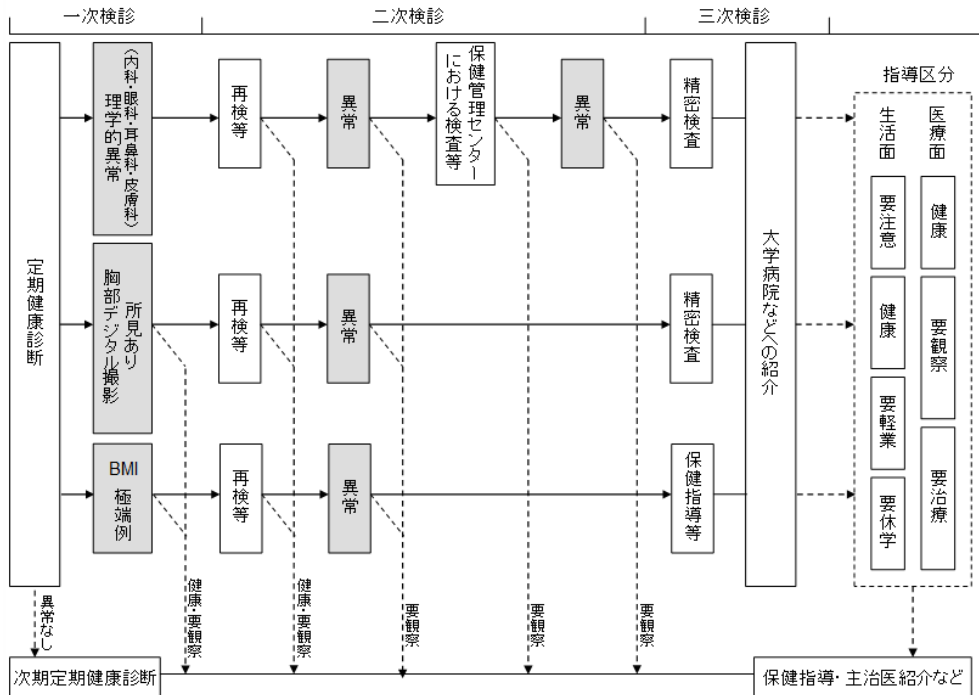 一次検診
二次検診
三次検診
定期健康診断
理学的異常
(内科・眼科・耳鼻科・皮膚科)
再検等
異常
保健管理センター
における検査等
異常
精密検査
所見あり
胸部デジタル撮影
再検等
異常
精密検査
BMI
極端例
再検等
異常
保健指導等
大学病院などへの紹介
指導区分
医療面
健康
要観察
要治療
生活面
要注意
健康
要軽業
要休学
異常なし
健康・要観察
健康・要観察
要観察
要観察
要観察
次期定期健康診断
保健指導・主治医紹介など